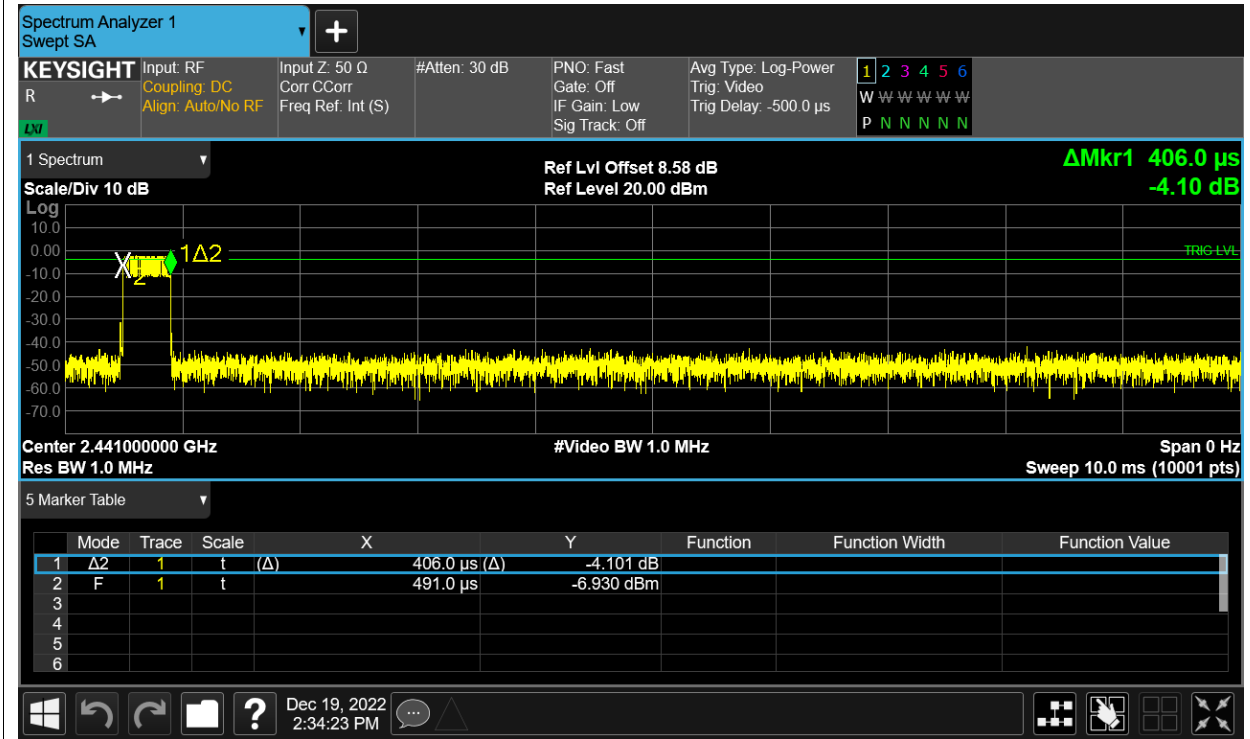 Spectrum Analyzer 1
Swept SA
KEYSIGHT
R
LXI
Input: RF
Coupling: DC
Align: Auto/No RF
Input Z: 50 Ω
Corr CCorr
Freq Ref: Int (S)
#Atten: 30 dB
PNO: Fast
Gate: Off
IF Gain: Low
Sig Track: Off
Avg Type: Log-Power
Trig: Video
Trig Delay: -500.0 µs
1 2 3 4 5 6
W W W W W W
P N N N N N
1 Spectrum
Scale/Div 10 dB
Ref Lvl Offset 8.58 dB
Ref Level 20.00 dBm
ΔMkr1 406.0 µs
-4.10 dB
Log
10.0
0.00
-10.0
-20.0
-30.0
-40.0
-50.0
-60.0
-70.0
X
2
1Δ2
TRIG LVL
Center 2.441000000 GHz
Res BW 1.0 MHz
#Video BW 1.0 MHz
Span 0 Hz
Sweep 10.0 ms (10001 pts)
5 Marker Table
Mode Trace Scale X Y Function Function Width Function Value
1 Δ2 1 t (Δ) 406.0 µs (Δ) -4.101 dB
2 F 1 t 491.0 µs -6.930 dBm
3
4
5
6
?
Dec 19, 2022
2:34:23 PM